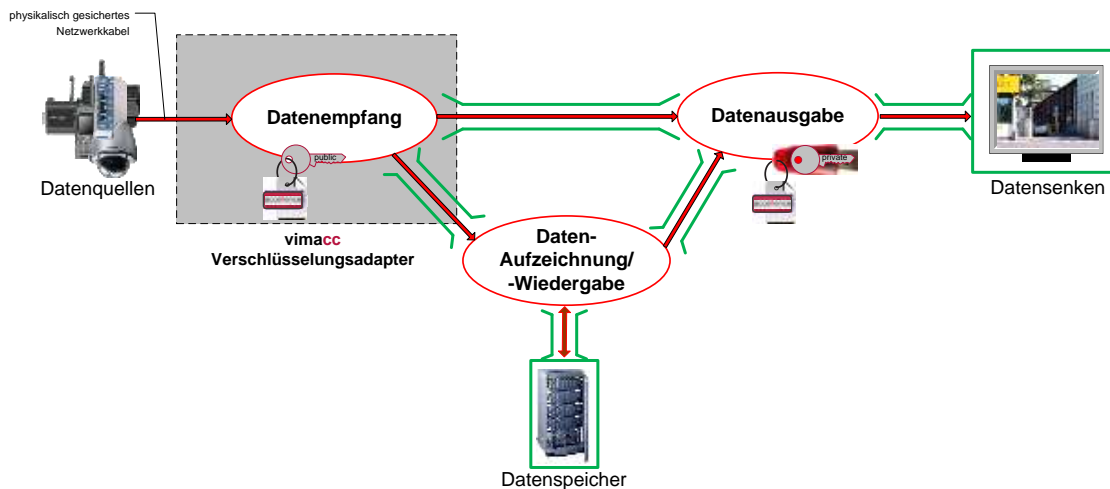 physikalisch gesichertes
Netzwerkkabel
Datenquellen
Datenempfang
public
vimacc
Verschlüsselungsadapter
Daten-
Aufzeichnung/
-Wiedergabe
Datenspeicher
Datenausgabe
private
Datensenken